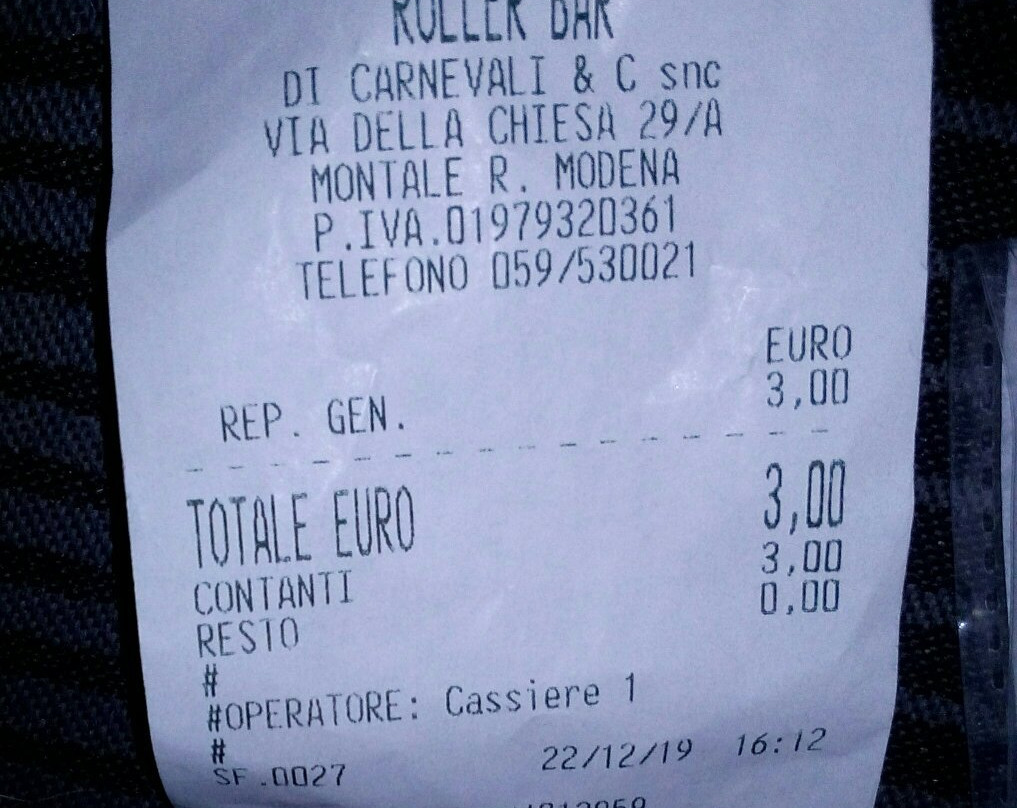 ROLLER BAR
DI CARNEVALI & C snc
VIA DELLA CHIESA 29/A
MONTALE R. MODENA
P.IVA.01979320361
TELEFONO 059/530021
EURO
REP. GEN. 3,00
TOTALE EURO 3,00
CONTANTI 3,00
RESTO 0,00
#
#OPERATORE: Cassiere 1
#
SF.0027 22/12/19 16:12